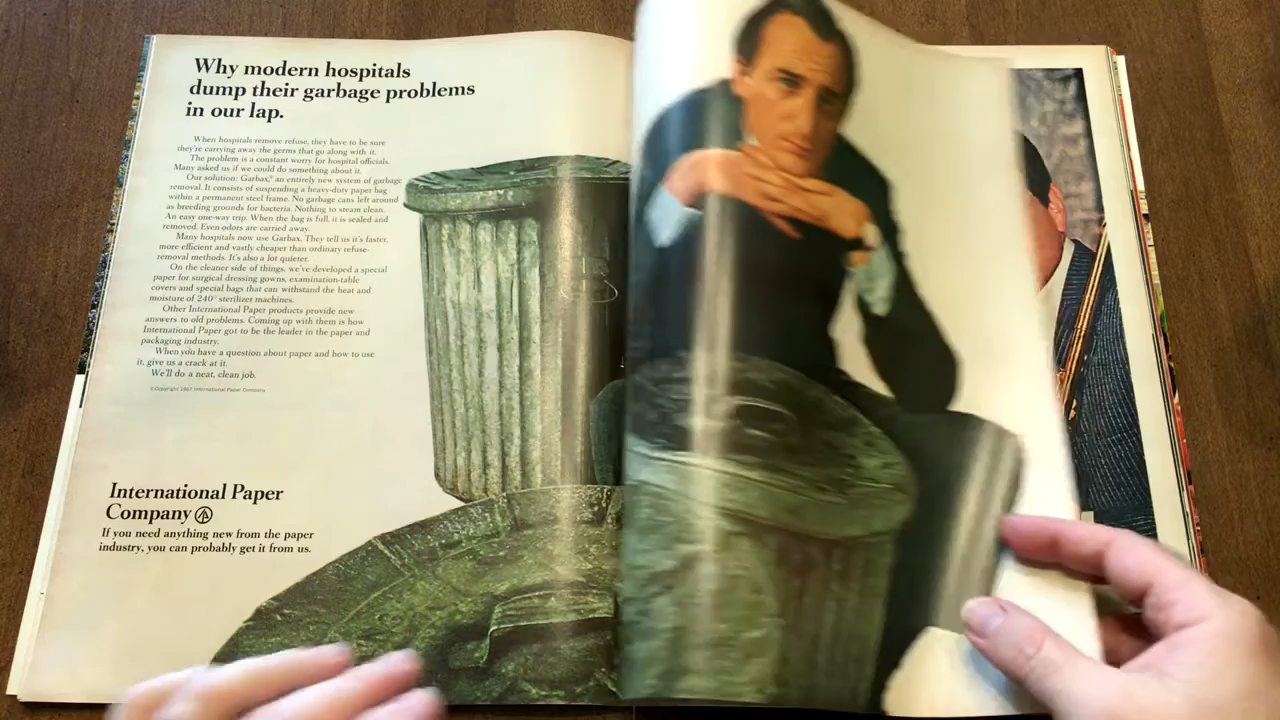 Why modern hospitals
dump their garbage problems
in our lap.
When hospitals remove refuse, they have to be sure
they're carrying away the germs that go along with it.
The problem is a constant worry for hospital officials.
Many asked us if we could do something about it.
Our solution: Garbax,® an entirely new system of garbage
removal. It consists of suspending a heavy-duty paper bag
within a permanent steel frame. No garbage cans left around
as breeding grounds for bacteria. Nothing to steam clean.
An easy one-way trip. When the bag is full, it is sealed and
removed. Even odors are carried away.
Many hospitals now use Garbax. They tell us it's faster,
more efficient and vastly cheaper than ordinary refuse-
removal methods. It's also a lot quieter.
On the cleaner side of things, we've developed a special
paper for surgical dressing gowns, examination-table
covers and special bags that can withstand the heat and
moisture of 240° sterilizer machines.
Other International Paper products provide new
answers to old problems. Coming up with them is how
International Paper got to be the leader in the paper and
packaging industry.
When you have a question about paper and how to use
it, give us a crack at it.
We'll do a neat, clean job.
©Copyright 1967 International Paper Company
International Paper
Company
If you need anything new from the paper
industry, you can probably get it from us.